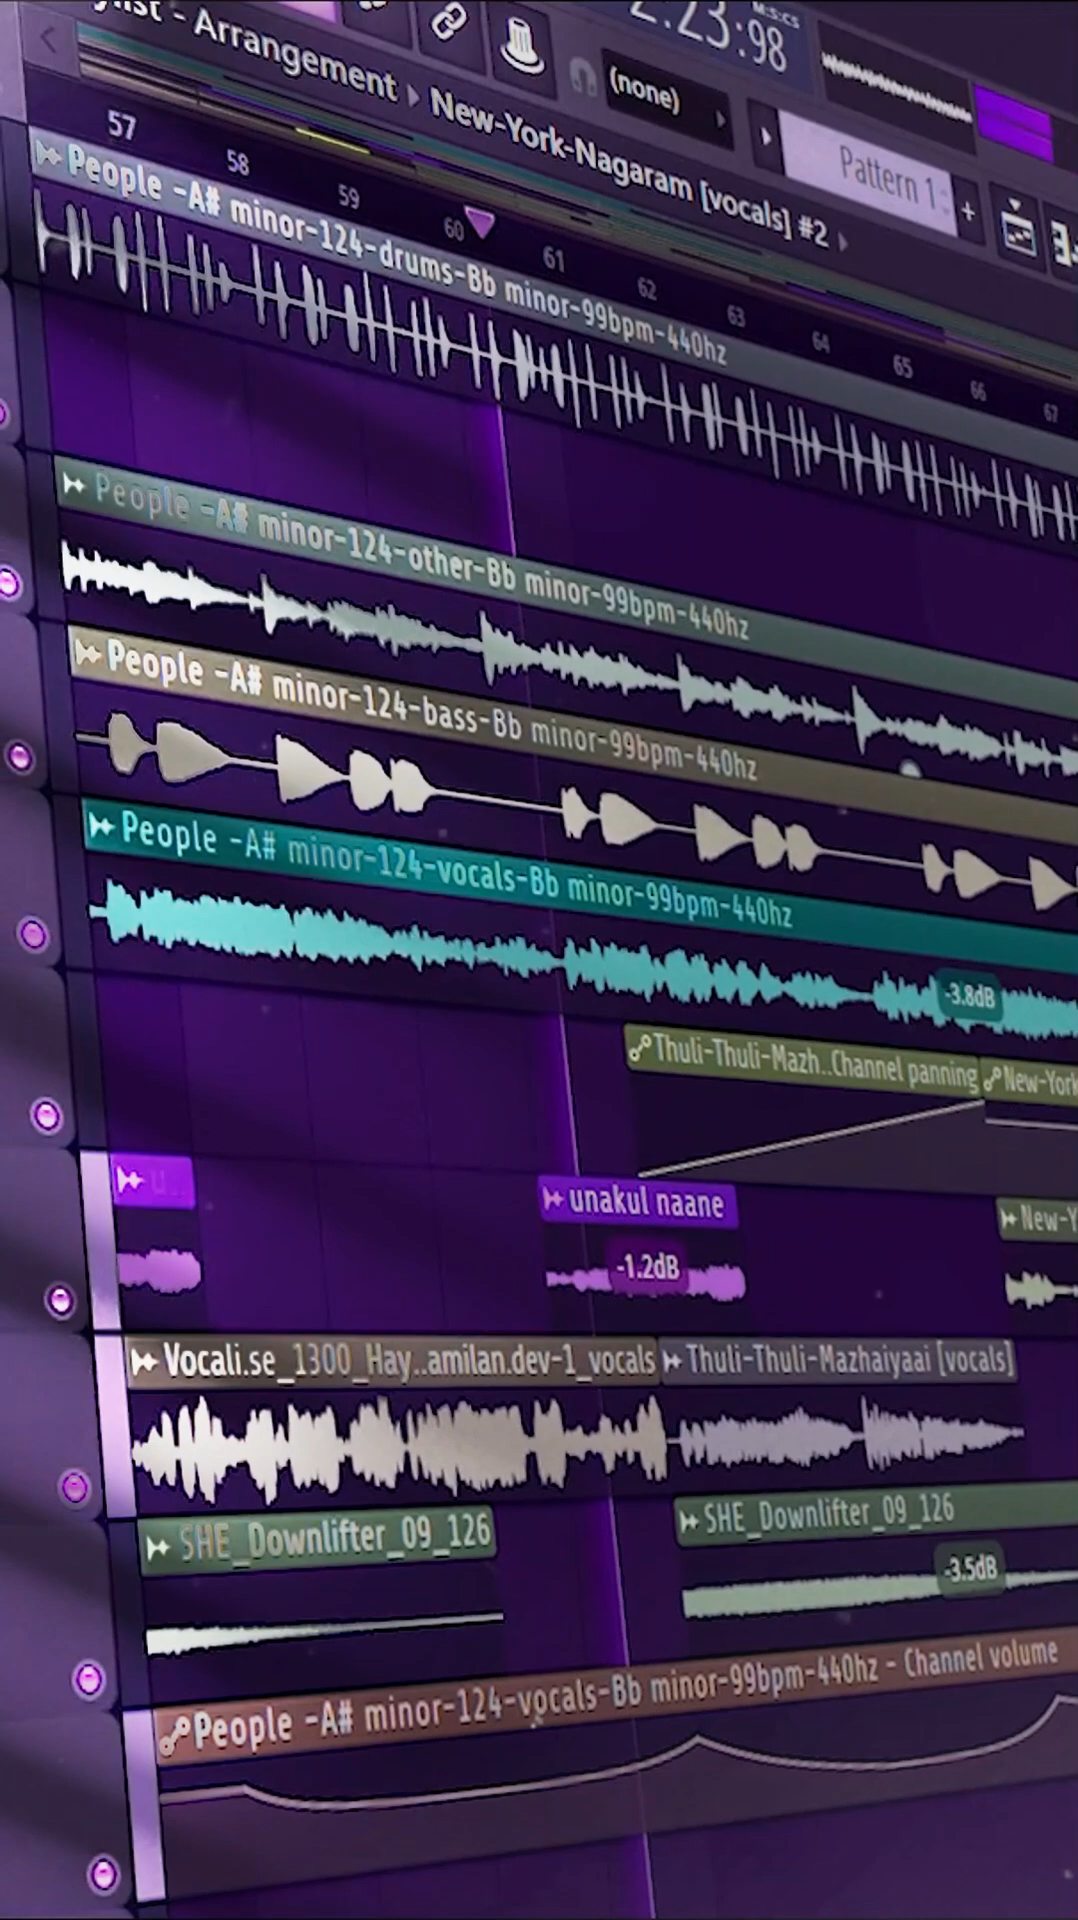 Arrangement New-York-Nagaram [vocals] #2
:23:98
M:S:CS
(none)
Pattern 1
+
57 58 59 60 61 62 63 64 65 66 67
People -A# minor-124-drums-Bb minor-99bpm-440hz
People -A# minor-124-other-Bb minor-99bpm-440hz
People -A# minor-124-bass-Bb minor-99bpm-440hz
People -A# minor-124-vocals-Bb minor-99bpm-440hz
-3.8dB
Thuli-Thuli-Mazh..Channel panning
New-York
unakul naane
-1.2dB
New-Y
Vocali.se_1300_Hay..amilan.dev-1_vocals
Thuli-Thuli-Mazhaiyaai [vocals]
SHE_Downlifter_09_126
SHE_Downlifter_09_126
-3.5dB
People -A# minor-124-vocals-Bb minor-99bpm-440hz - Channel volume